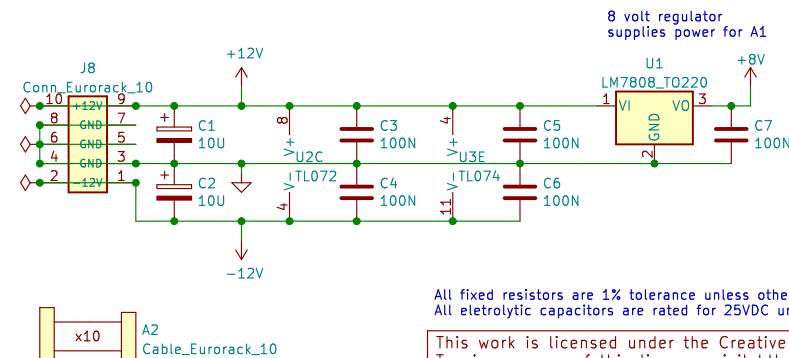 8 volt regulator
supplies power for A1
+12V
+8V
J8
U1
Conn_Eurorack_10
LM7808_TO220
10 +12V 9
1 VI VO 3
8 GND 7
GND
2
6 GND 5
4 GND 3
2 -12V 1
C1
10U
C2
10U
8
V+
U2C
TL072
V-
4
C3
100N
C4
100N
4
V+
U3E
TL074
V-
11
C5
100N
C6
100N
C7
100N
-12V
All fixed resistors are 1% tolerance unless othe
All eletrolytic capacitors are rated for 25VDC u
x10
A2
Cable_Eurorack_10
This work is licensed under the Creative